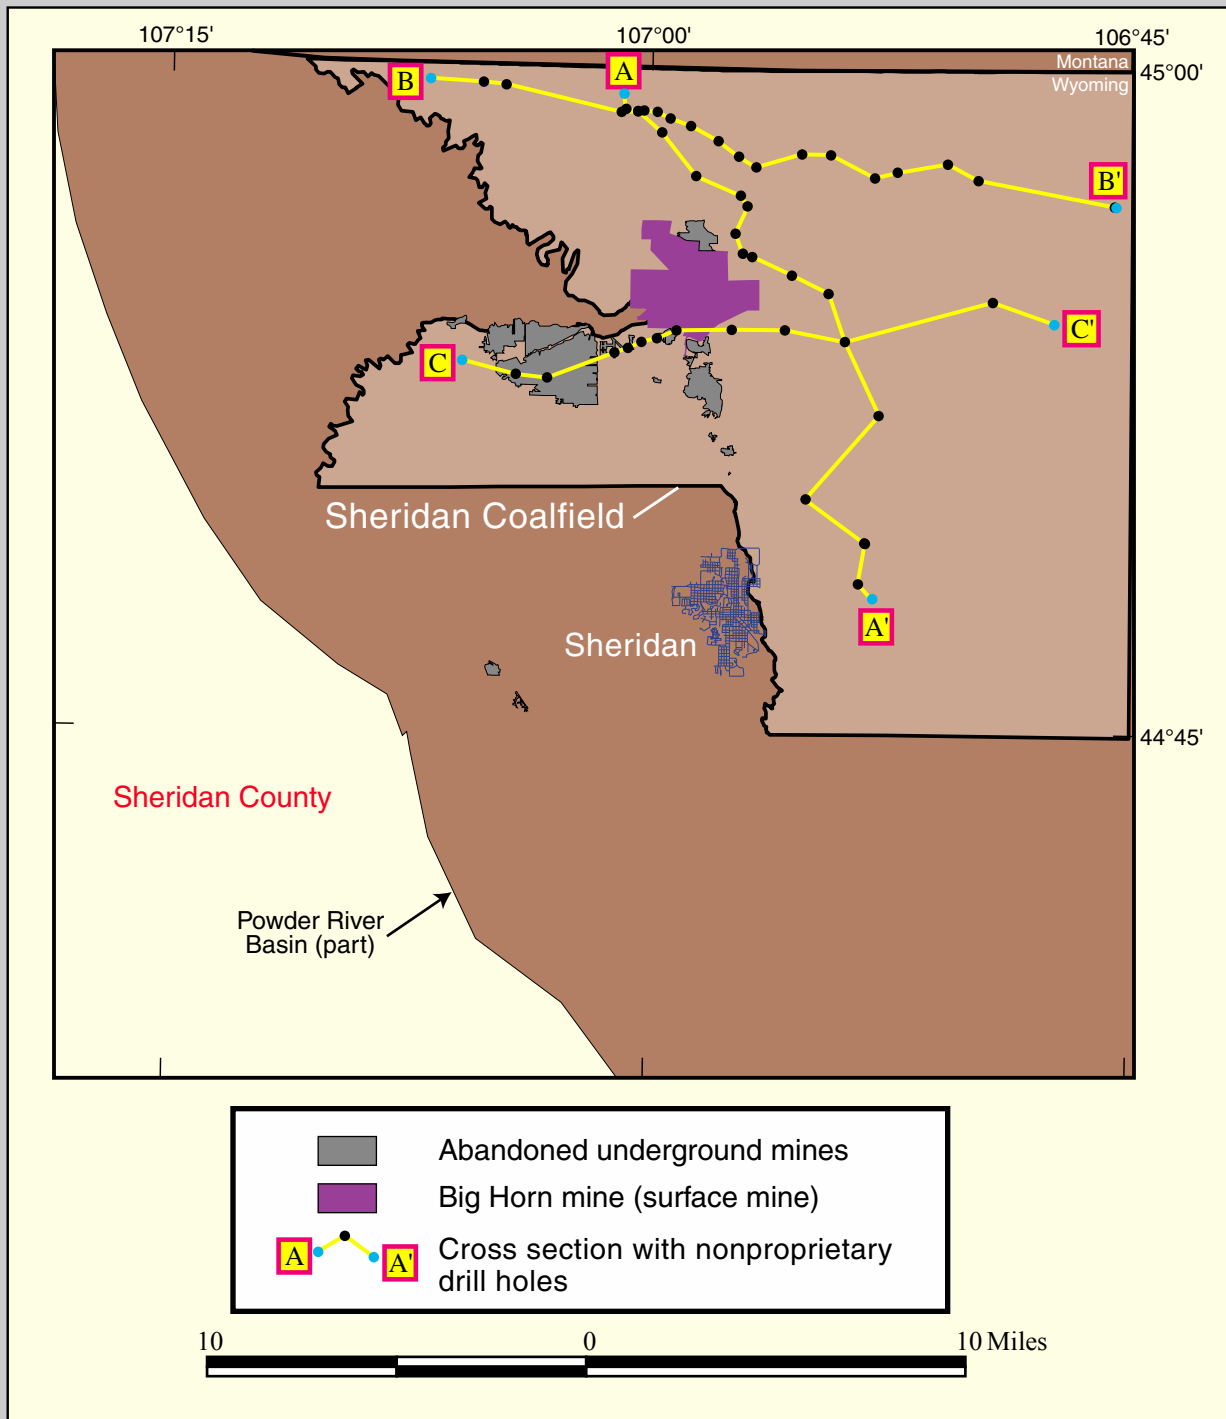 107°15'
107°00'
106°45'
Montana
45°00'
Wyoming
B
A
B'
C'
C
Sheridan Coalfield
A'
Sheridan
44°45'
Sheridan County
Powder River
Basin (part)
Abandoned underground mines
Big Horn mine (surface mine)
A
A'
Cross section with nonproprietary
drill holes
10
0
10 Miles